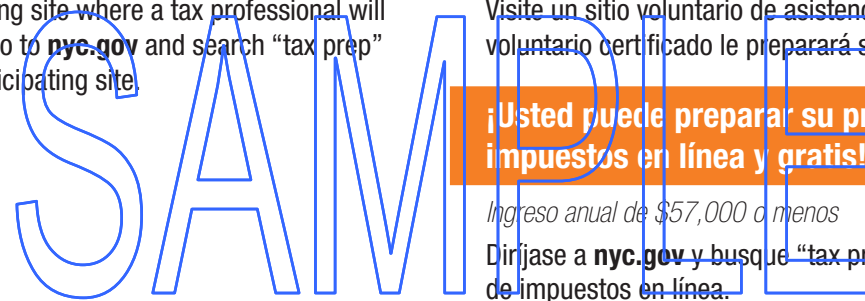 ng site where a tax professional will
o to nyc.gov and search “tax prep”
icipating site.
Visite un sitio voluntario de asistenc
voluntario certificado le preparará s
¡Usted puede preparar su pr
impuestos en línea y gratis!
Ingreso anual de $57,000 o menos
Diríjase a nyc.gov y busque “tax pr
de impuestos en línea.
SAMPLE